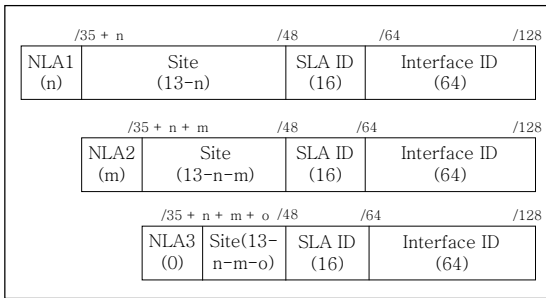 /35 + n /48 /64 /128
NLA1 Site SLA ID Interface ID
(n) (13-n) (16) (64)
/35 + n + m /48 /64 /128
NLA2 Site SLA ID Interface ID
(m) (13-n-m) (16) (64)
/35 + n + m + o /48 /64 /128
NLA3 Site(13- SLA ID Interface ID
(0) n-m-o) (16) (64)